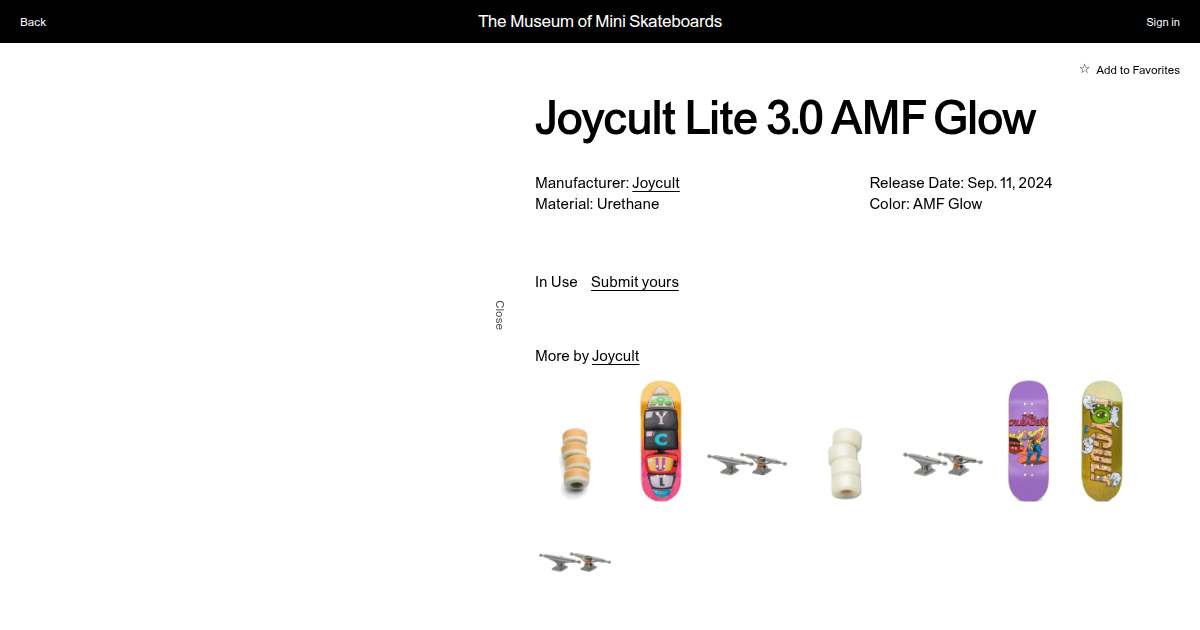 Back
The Museum of Mini Skateboards
Sign in
☆ Add to Favorites
Joycult Lite 3.0 AMF Glow
Manufacturer: Joycult
Release Date: Sep. 11, 2024
Material: Urethane
Color: AMF Glow
In Use Submit yours
Close
More by Joycult